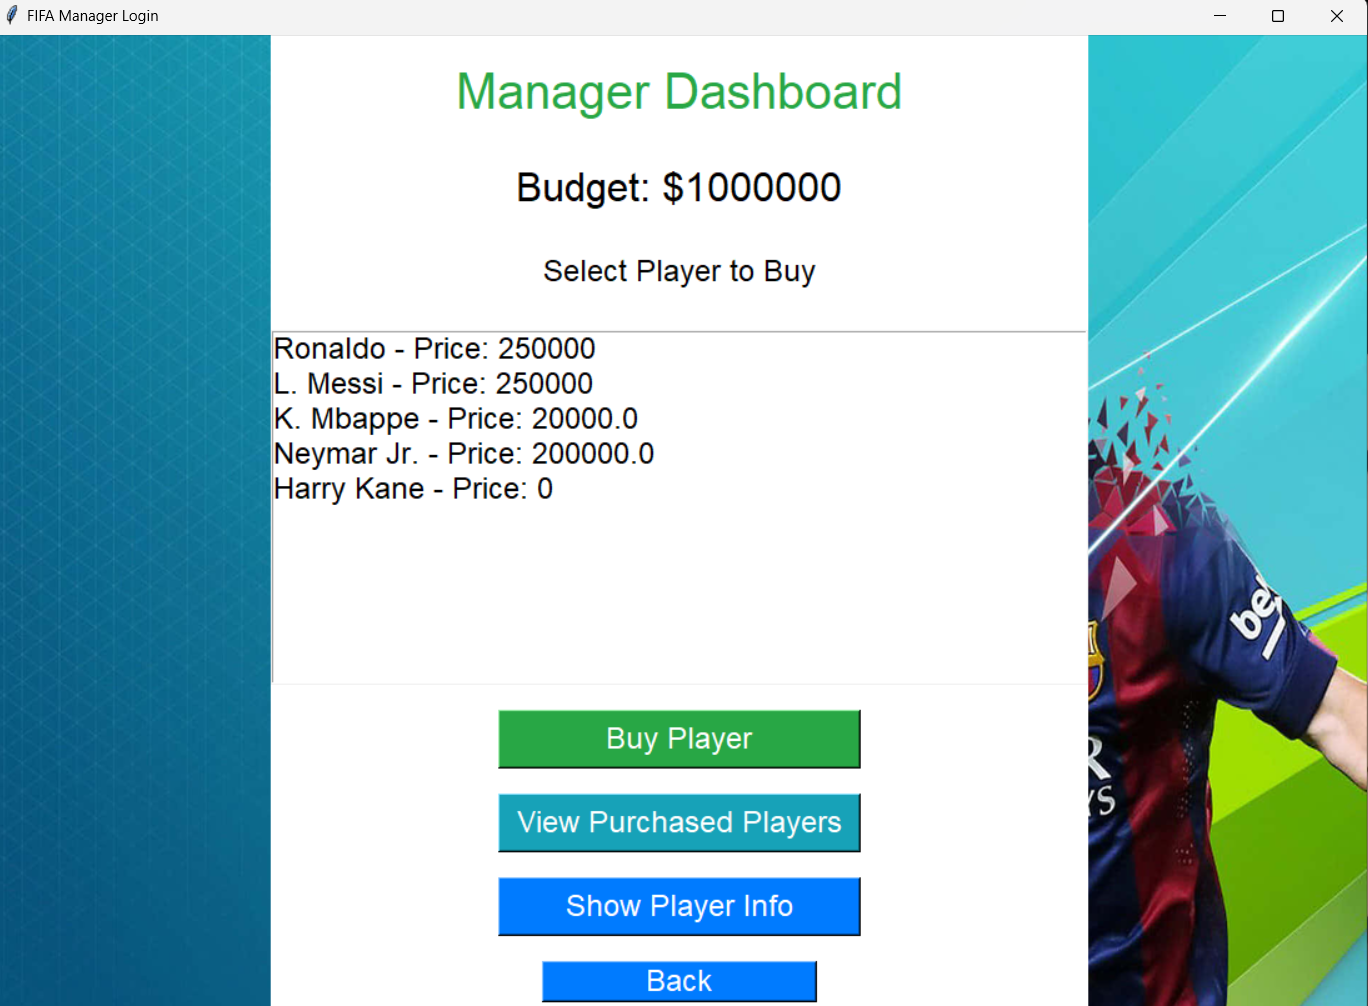 FIFA Manager Login
Manager Dashboard
Budget: $1000000
Select Player to Buy
Ronaldo - Price: 250000
L. Messi - Price: 250000
K. Mbappe - Price: 20000.0
Neymar Jr. - Price: 200000.0
Harry Kane - Price: 0
Buy Player
View Purchased Players
Show Player Info
Back